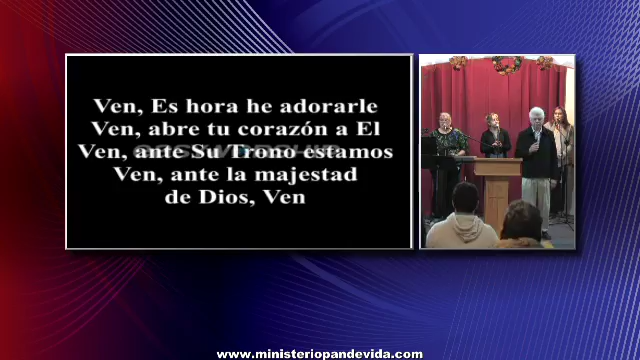 Ven, Es hora he adorarle
Ven, abre tu corazón a El
Ven, ante Su Trono estamos
Ven, ante la majestad
de Dios, Ven
www.ministeriopandevida.com